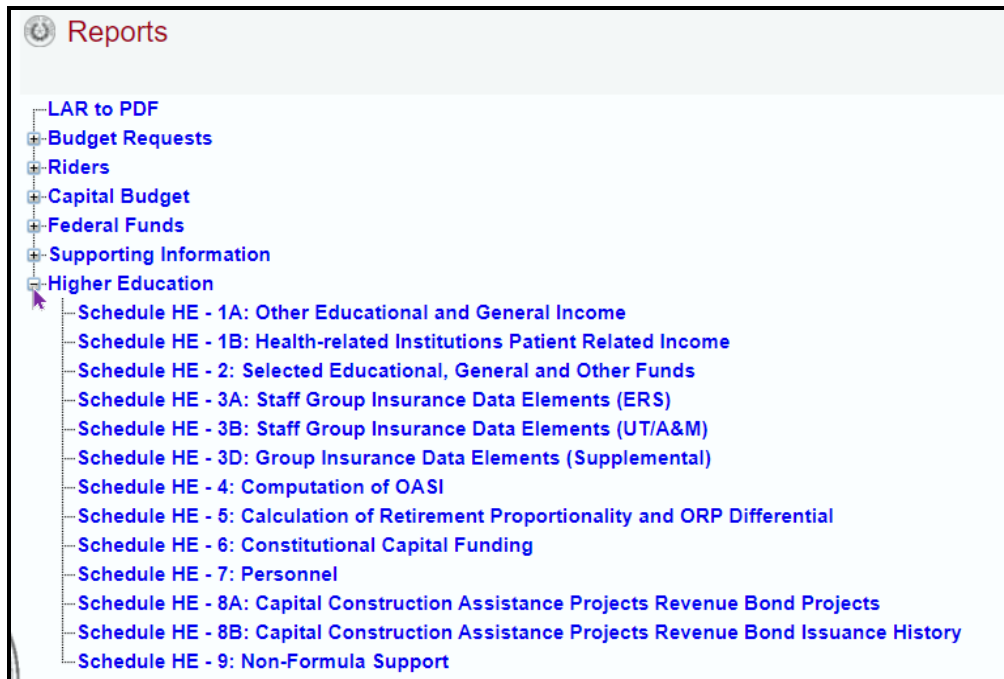 Reports
LAR to PDF
Budget Requests
Riders
Capital Budget
Federal Funds
Supporting Information
Higher Education
Schedule HE - 1A: Other Educational and General Income
Schedule HE - 1B: Health-related Institutions Patient Related Income
Schedule HE - 2: Selected Educational, General and Other Funds
Schedule HE - 3A: Staff Group Insurance Data Elements (ERS)
Schedule HE - 3B: Staff Group Insurance Data Elements (UT/A&M)
Schedule HE - 3D: Group Insurance Data Elements (Supplemental)
Schedule HE - 4: Computation of OASI
Schedule HE - 5: Calculation of Retirement Proportionality and ORP Differential
Schedule HE - 6: Constitutional Capital Funding
Schedule HE - 7: Personnel
Schedule HE - 8A: Capital Construction Assistance Projects Revenue Bond Projects
Schedule HE - 8B: Capital Construction Assistance Projects Revenue Bond Issuance History
Schedule HE - 9: Non-Formula Support